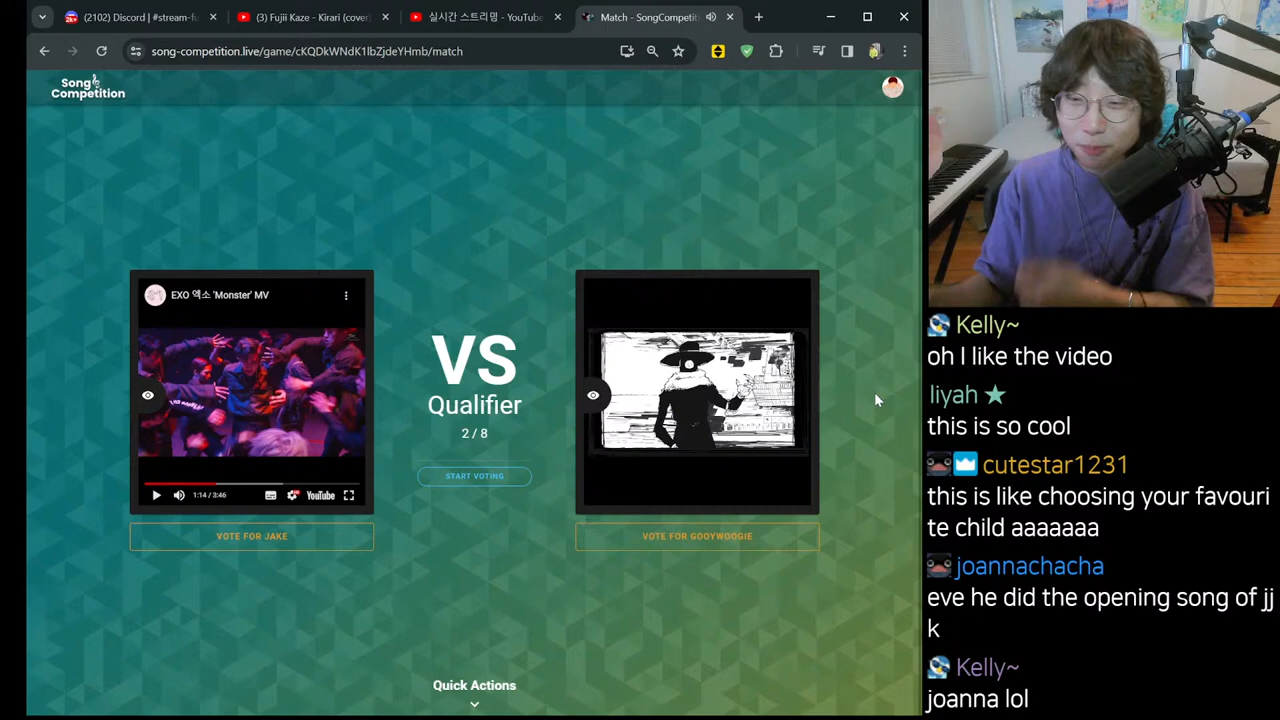 (2102) Discord | #stream-fu
(3) Fujii Kaze - Kirari (cover)
실시간 스트리밍 - YouTube
Match - SongCompetit
song-competition.live/game/cKQDkWNdK1lbZjdeYHmb/match
Song
Competition
EXO 엑소 'Monster' MV
1:14 / 3:46
YouTube
VOTE FOR JAKE
VS
Qualifier
2 / 8
START VOTING
VOTE FOR GOOYWOOGIE
Quick Actions
Kelly~
oh I like the video
liyah ★
this is so cool
cutestar1231
this is like choosing your favouri
te child aaaaaaa
joannachacha
eve he did the opening song of jj
k
Kelly~
joanna lol